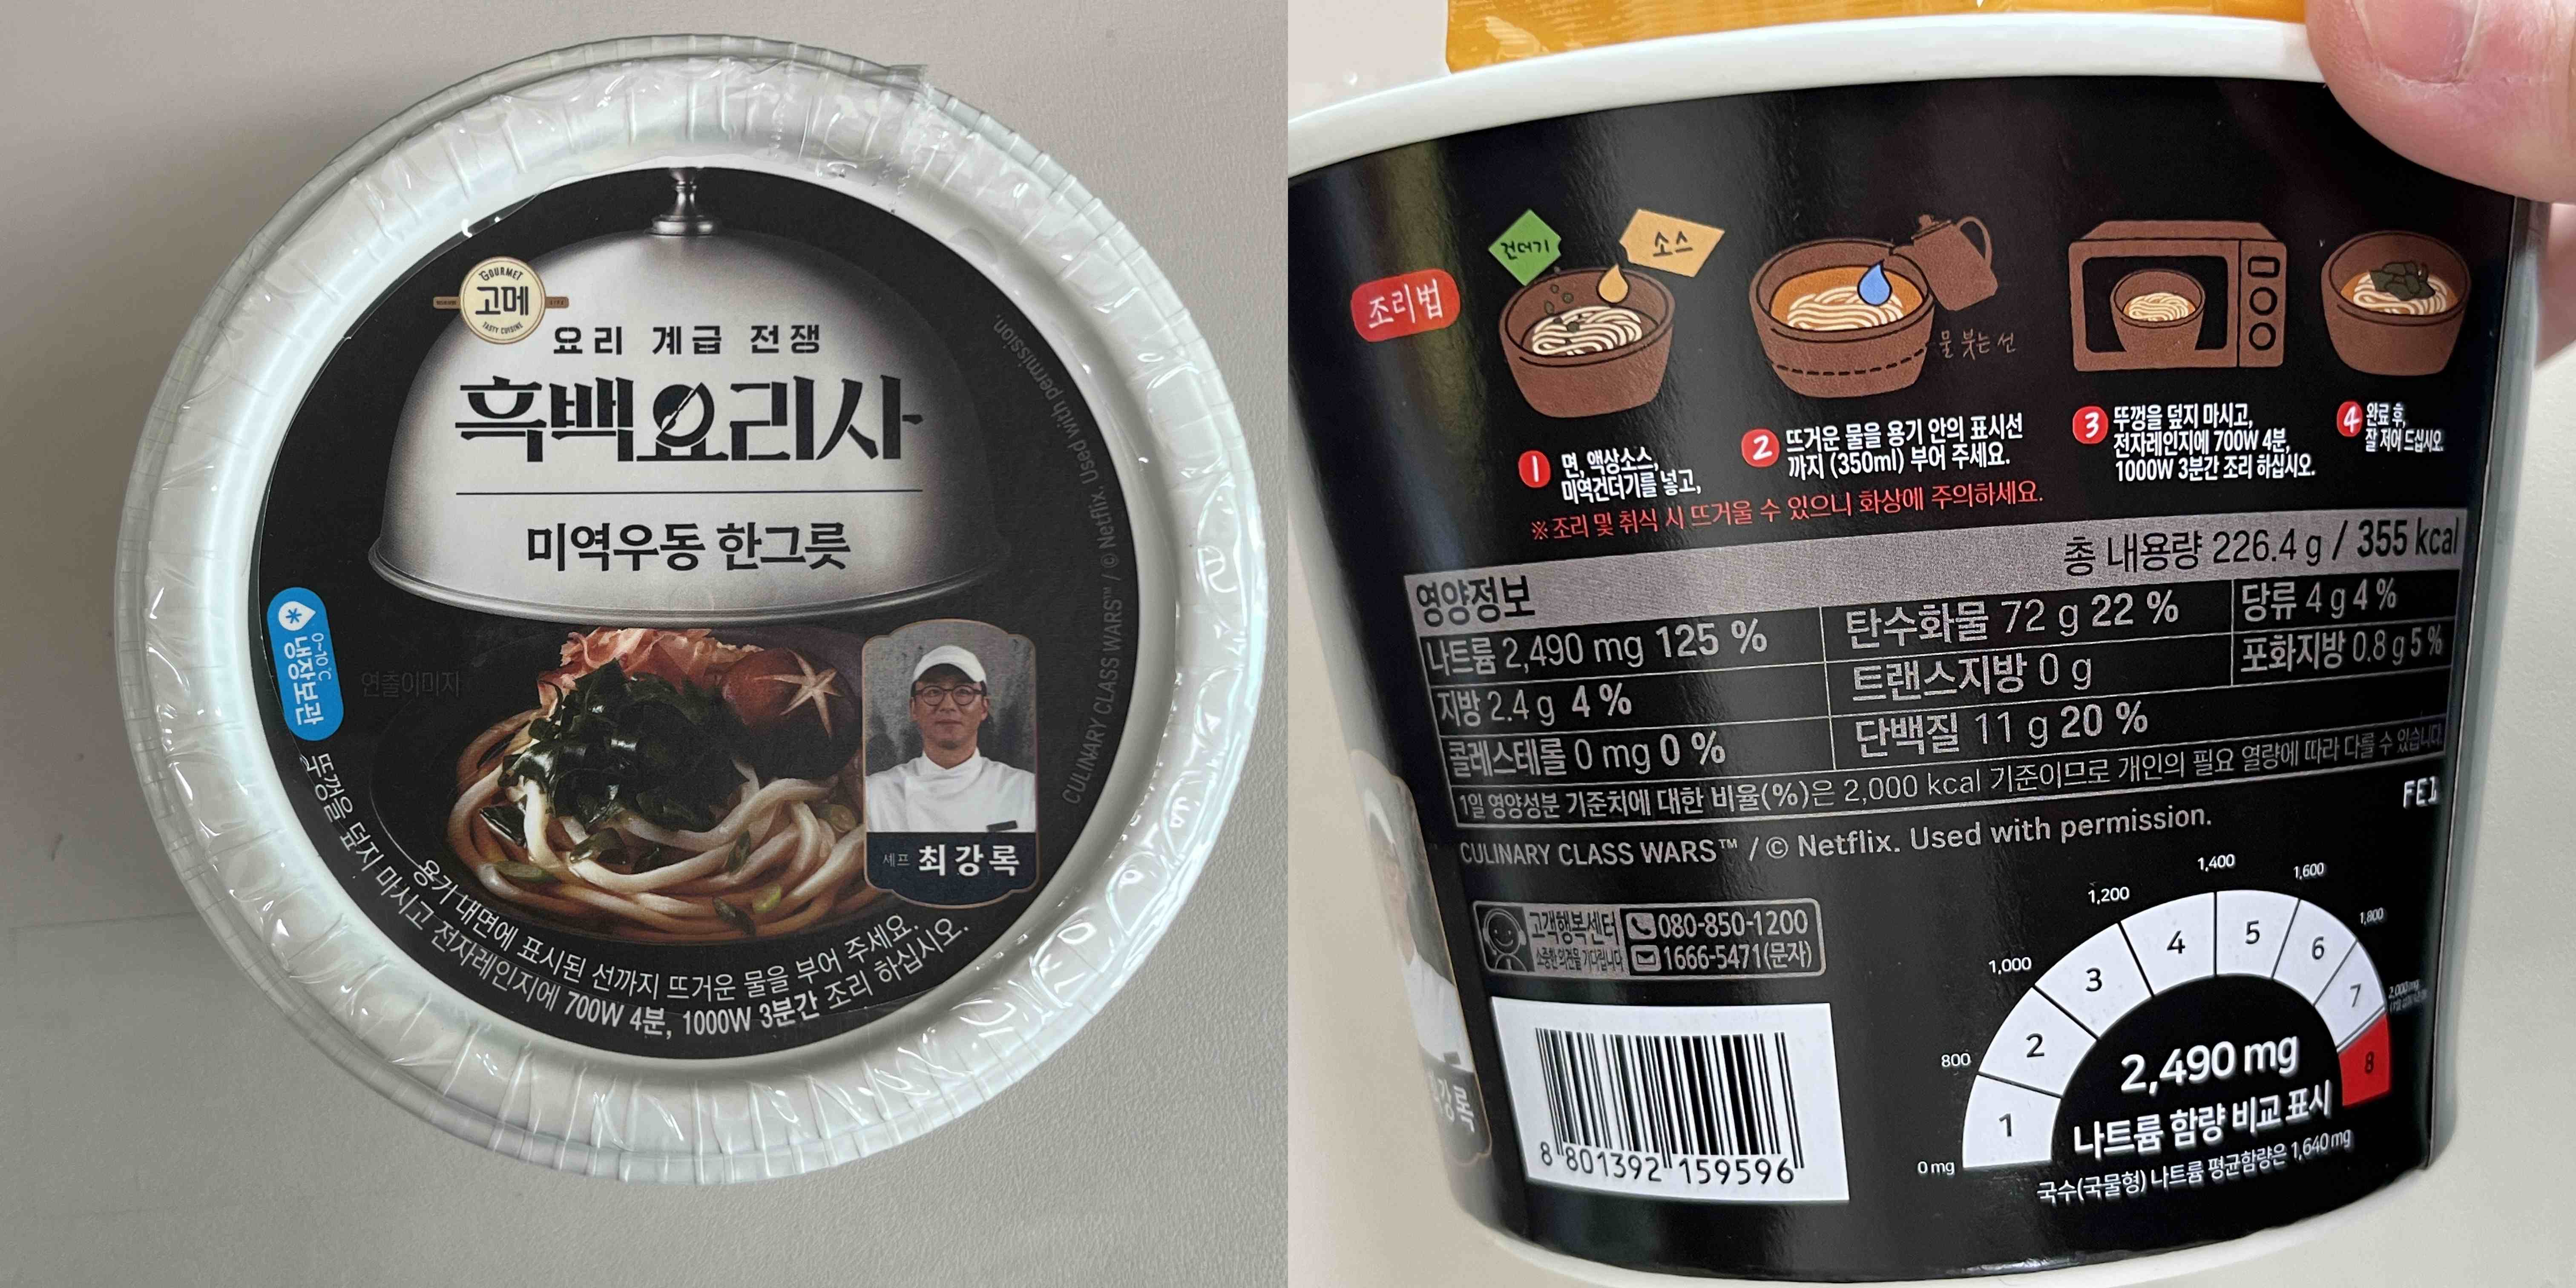 GOURMET
고메
TASTY CUISINE
요리 계급 전쟁
흑백요리사
미역우동 한그릇
0~10℃
냉장보관
연출이미지
셰프 최강록
CULINARY CLASS WARS™ / © Netflix. Used with permission.
용기 내면에 표시된 선까지 뜨거운 물을 부어 주세요.
뚜껑을 덮지 마시고 전자레인지에 700W 4분, 1000W 3분간 조리 하십시오.
조리법
건더기
소스
물 붓는 선
1 면, 액상소스,
미역건더기를 넣고,
2 뜨거운 물을 용기 안의 표시선
까지 (350ml) 부어 주세요.
3 뚜껑을 덮지 마시고,
전자레인지에 700W 4분,
1000W 3분간 조리 하십시오.
4 완료 후,
잘 저어 드십시오.
※ 조리 및 취식 시 뜨거울 수 있으니 화상에 주의하세요.
영양정보 총 내용량 226.4 g / 355 kcal
나트륨 2,490 mg 125 % 탄수화물 72 g 22 % 당류 4 g 4 %
지방 2.4 g 4 % 트랜스지방 0 g 포화지방 0.8 g 5 %
콜레스테롤 0 mg 0 % 단백질 11 g 20 %
1일 영양성분 기준치에 대한 비율(%)은 2,000 kcal 기준이므로 개인의 필요 열량에 따라 다를 수 있습니다.
FE1
CULINARY CLASS WARS™ / © Netflix. Used with permission.
고객행복센터 080-850-1200
소중한 의견을 기다립니다 1666-5471(문자)
8 801392 159596
0 mg
800
1,000
1,200
1,400
1,600
1,800
2,000mg
1
2
3
4
5
6
7
8
2,490 mg
나트륨 함량 비교 표시
국수(국물형) 나트륨 평균함량은 1,640 mg
강록